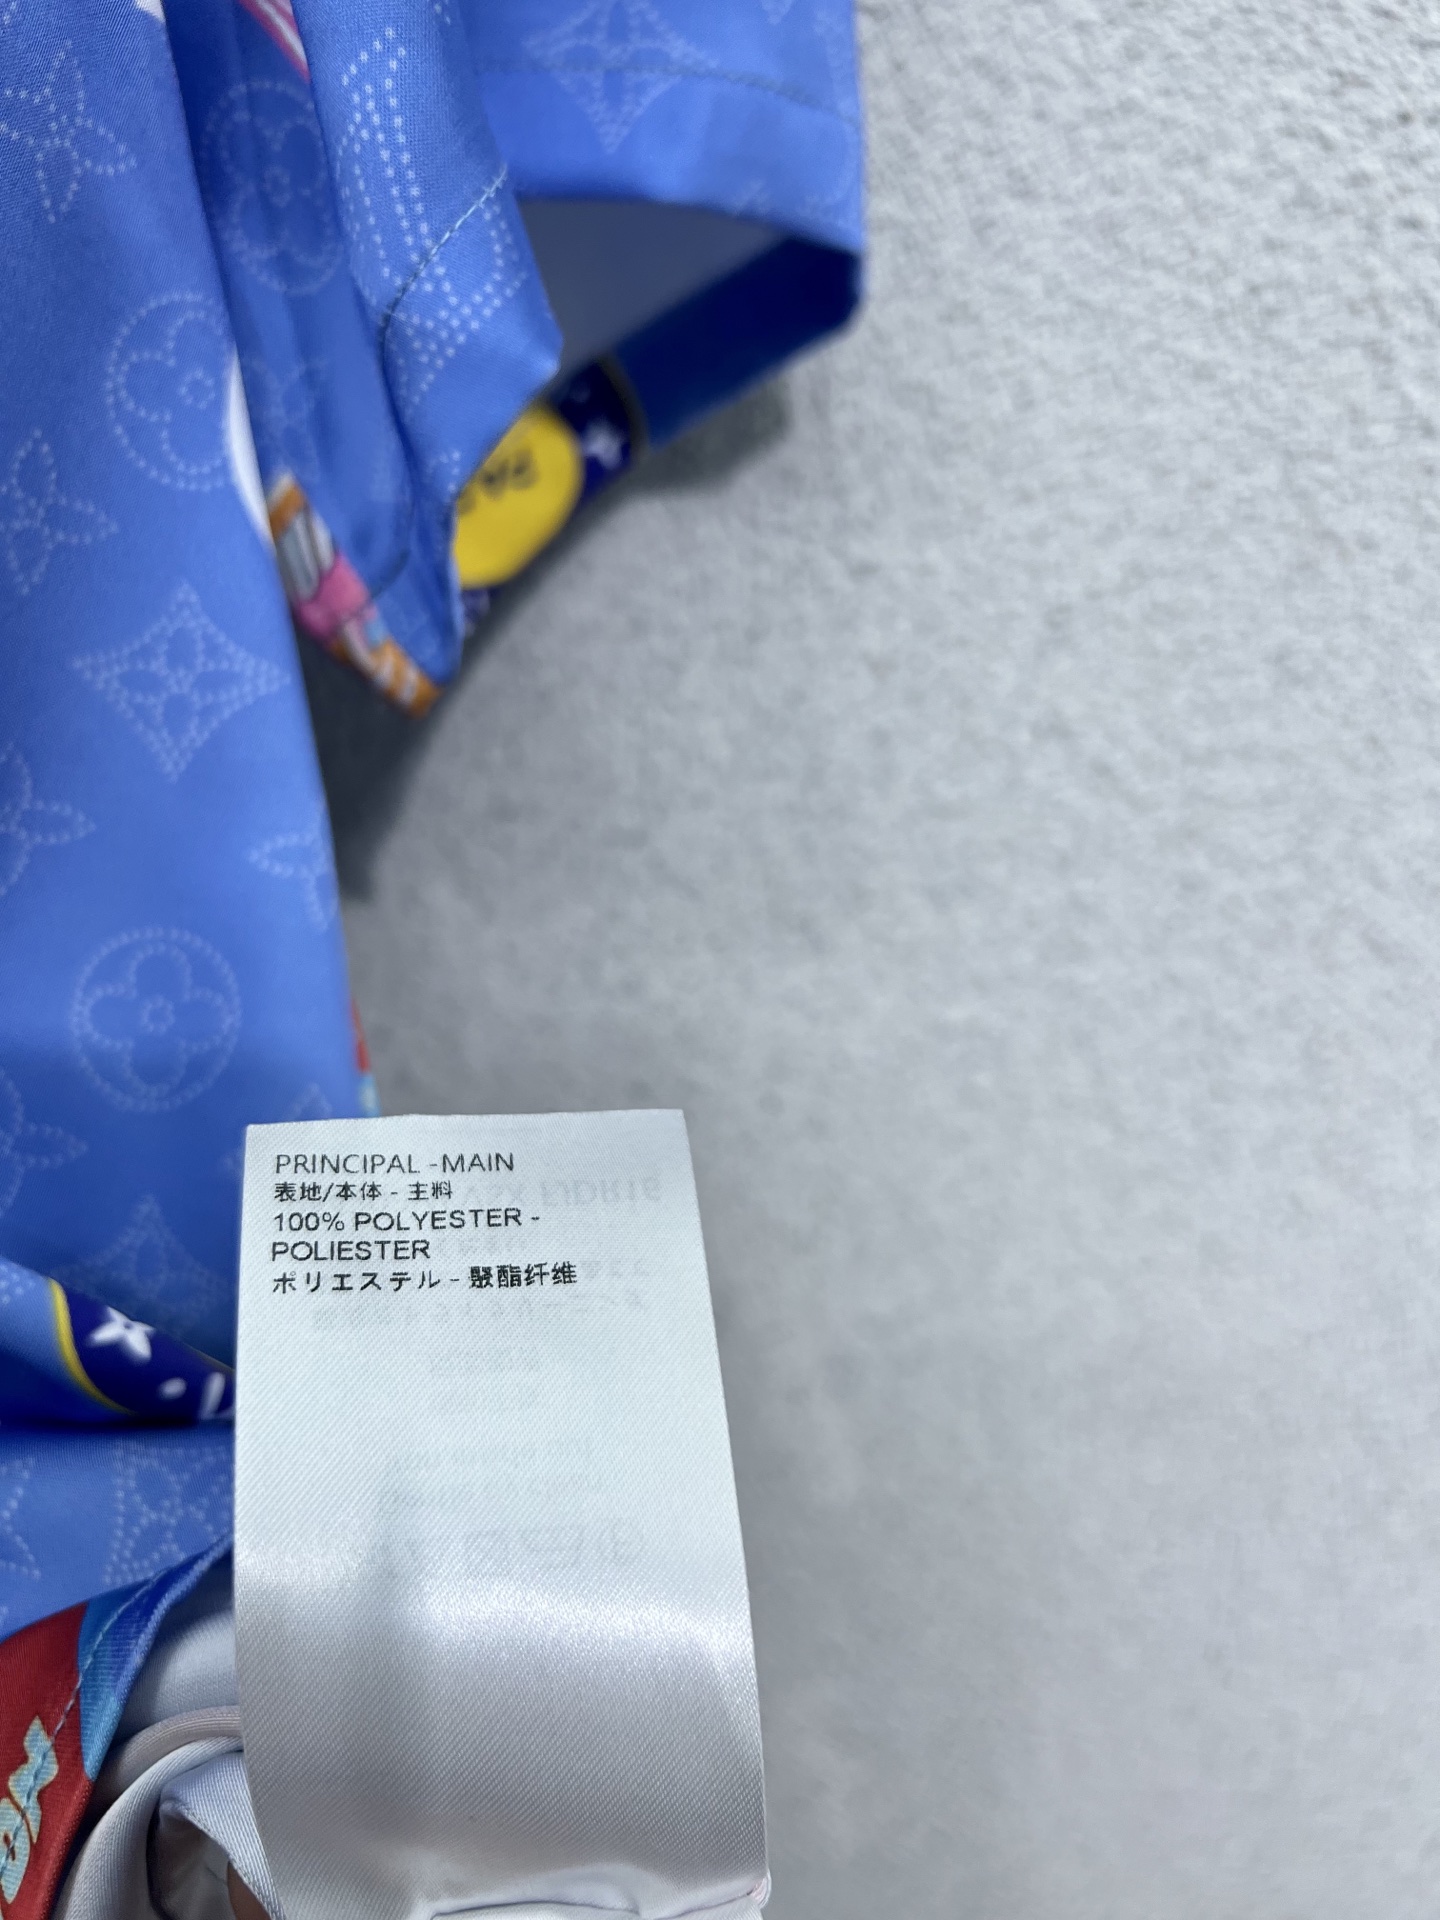 PRINCIPAL -MAIN
表地/本体 - 主料
100% POLYESTER -
POLIESTER
ポリエステル - 聚酯纤维